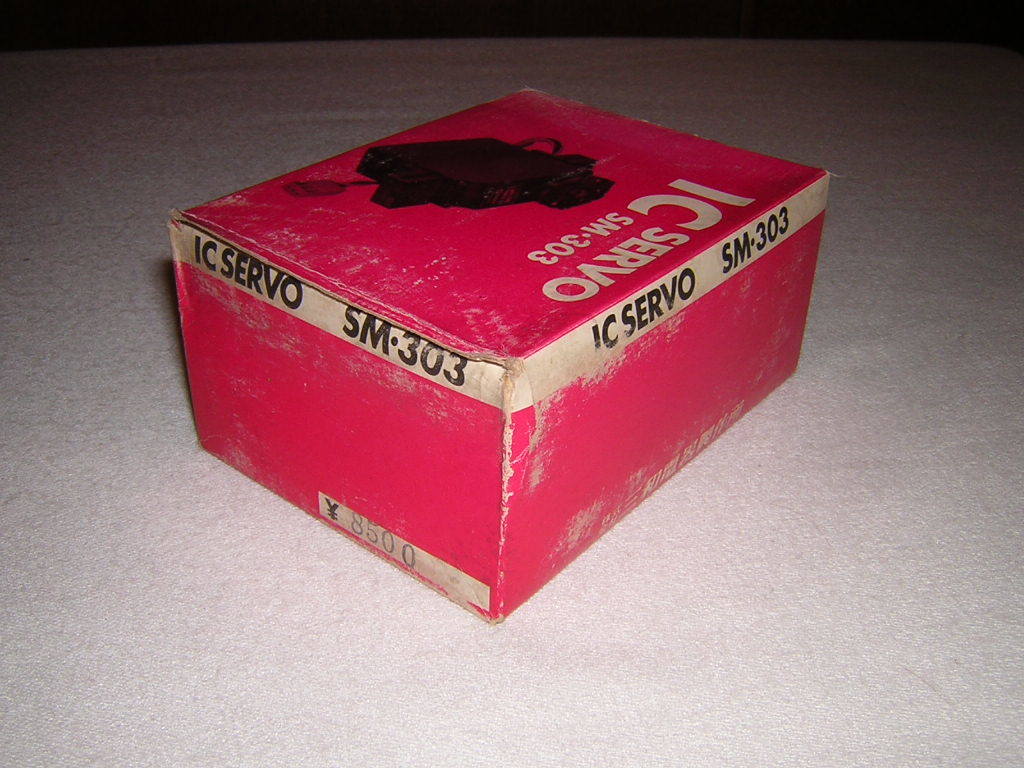 IC SERVO
SM·303
IC SERVO SM·303
IC SERVO SM·303
¥ 8500